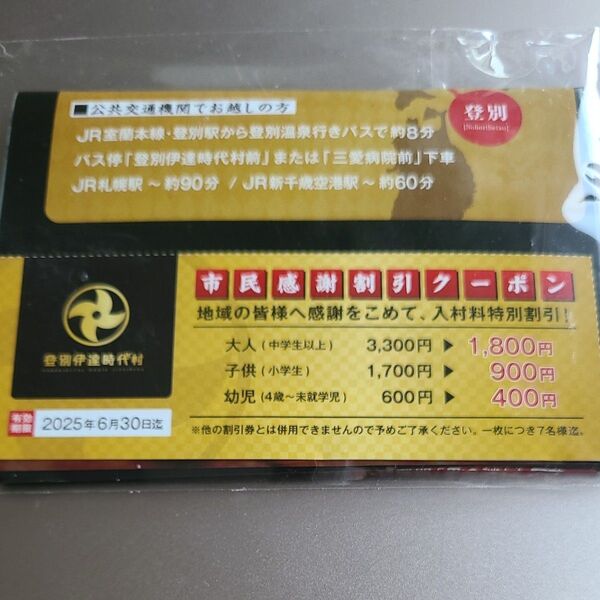 ■公共交通機関でお越しの方
登別
[Noboribetsu]
JR室蘭本線・登別駅から登別温泉行きバスで約8分
バス停「登別伊達時代村前」または「三愛病院前」下車
JR札幌駅 ～ 約90分 / JR新千歳空港駅 ～ 約60分
市民感謝割引クーポン
地域の皆様へ感謝をこめて、入村料特別割引！
大人 (中学生以上) 3,300円 ▶ 1,800円
子供 (小学生) 1,700円 ▶ 900円
幼児 (4歳～未就学児) 600円 ▶ 400円
登別伊達時代村
有効期限 2025年6月30日迄
※他の割引券とは併用できませんので予めご了承ください。一枚につき7名様迄。